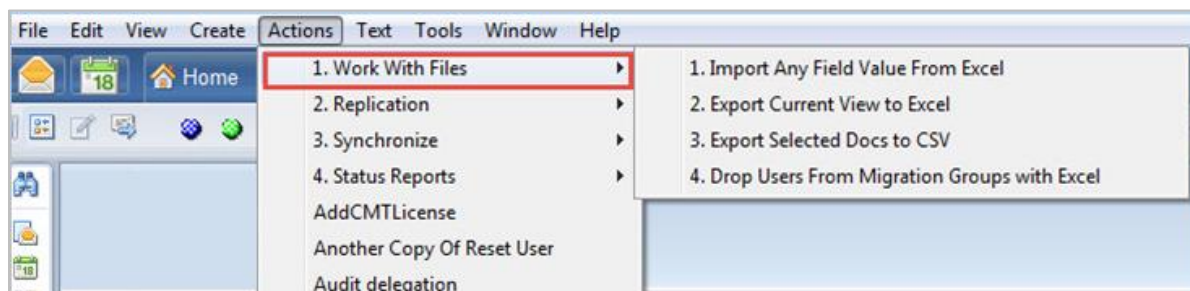 File Edit View Create Actions Text Tools Window Help
18 Home
1. Work With Files
2. Replication
3. Synchronize
4. Status Reports
AddCMTLicense
Another Copy Of Reset User
Audit delegation
1. Import Any Field Value From Excel
2. Export Current View to Excel
3. Export Selected Docs to CSV
4. Drop Users From Migration Groups with Excel
18